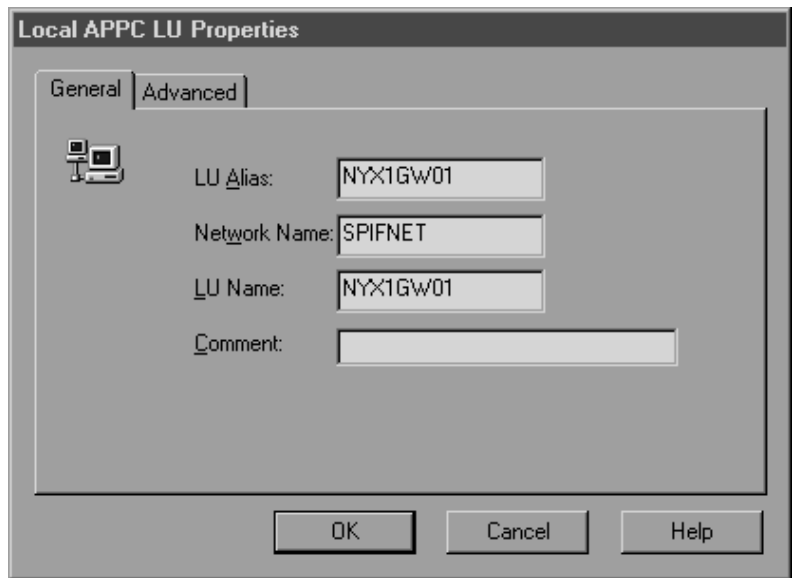 Local APPC LU Properties
General Advanced
LU Alias: NYX1GW01
Network Name: SPIFNET
LU Name: NYX1GW01
Comment:
OK Cancel Help